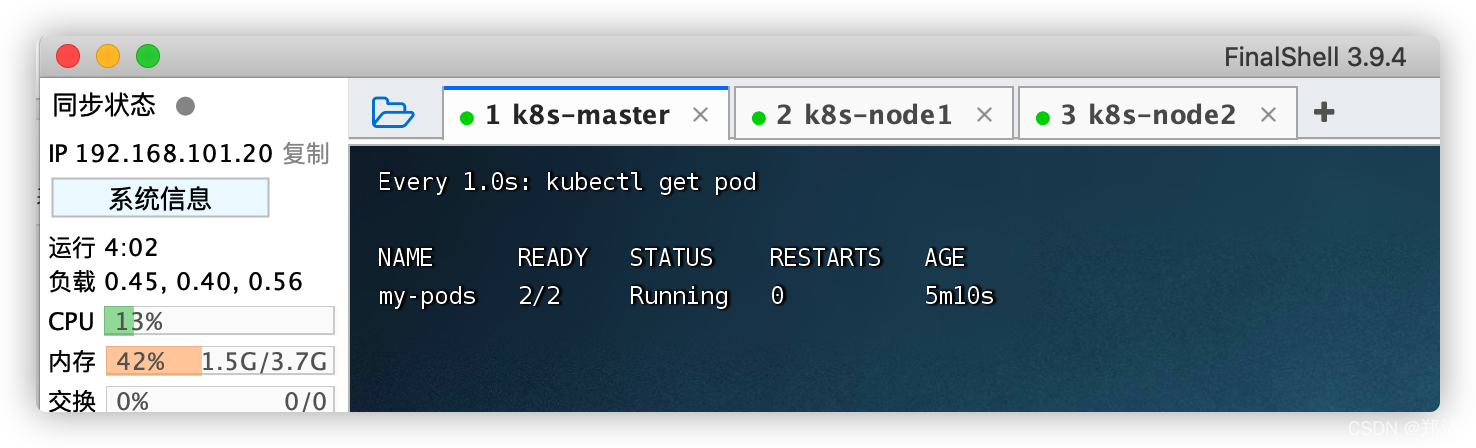 FinalShell 3.9.4
同步状态
IP 192.168.101.20 复制
系统信息
运行 4:02
负载 0.45, 0.40, 0.56
CPU 13%
内存 42% 1.5G/3.7G
交换 0% 0/0
1 k8s-master
2 k8s-node1
3 k8s-node2
Every 1.0s: kubectl get pod
NAME READY STATUS RESTARTS AGE
my-pods 2/2 Running 0 5m10s
CSDN @郑